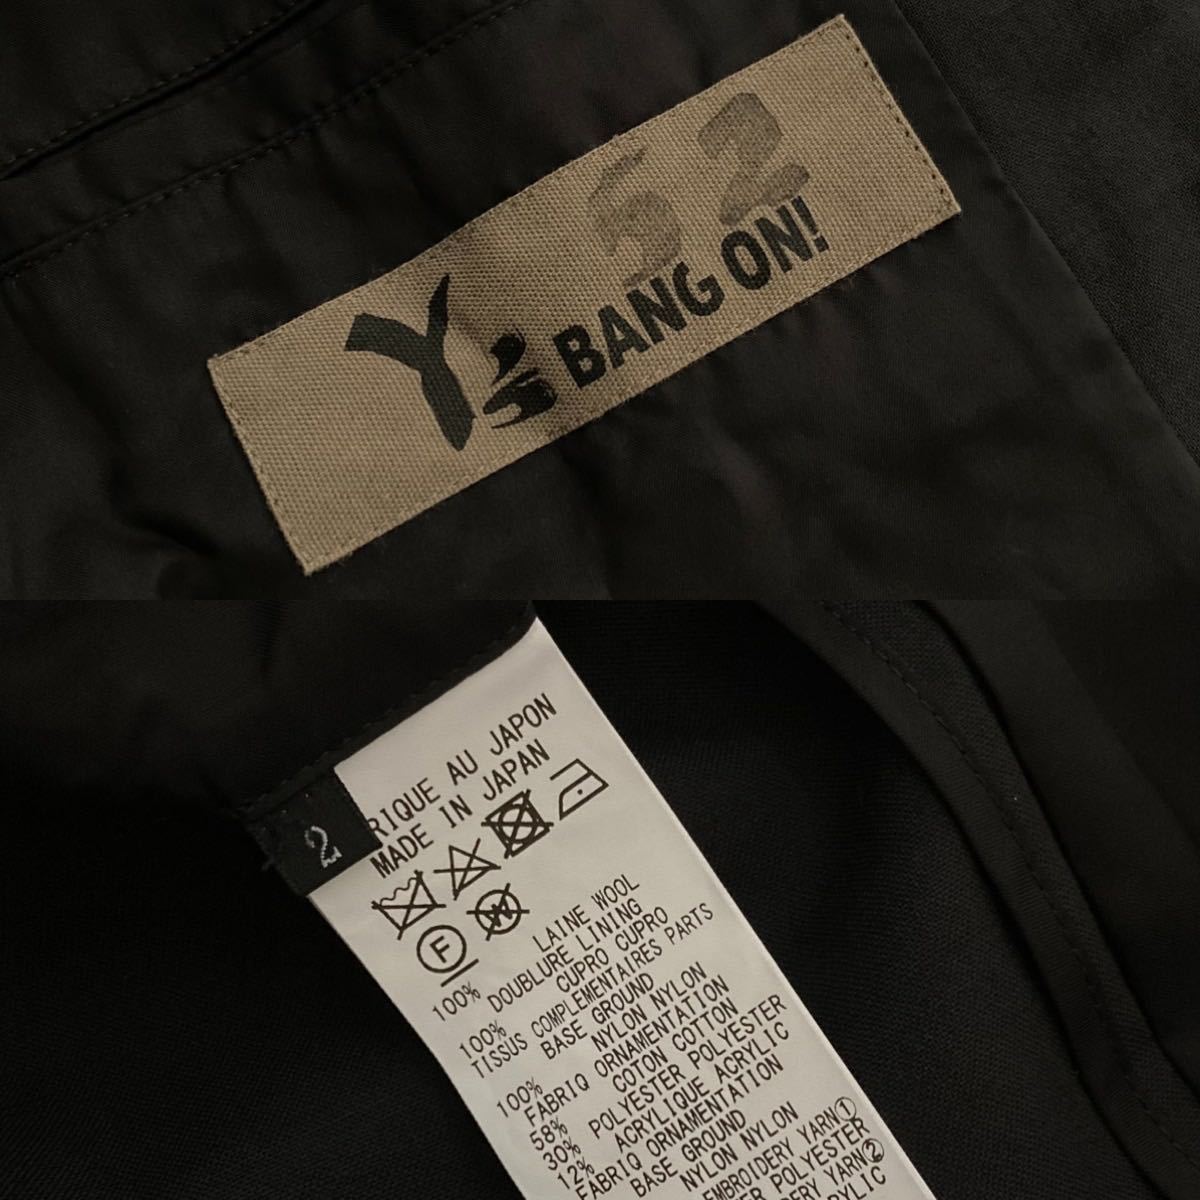 52
Y's BANG ON!
2
RIQUE AU JAPON
MADE IN JAPAN
F W
LAINE WOOL
100% DOUBLURE LINING
CUPRO CUPRO
100%
TISSUS COMPLEMENTAIRES PARTS
BASE GROUND
NYLON NYLON
100%
FABRIQ ORNAMENTATION
COTON COTTON
58% POLYESTER POLYESTER
30% ACRYLIQUE ACRYLIC
12%
FABRIQ ORNAMENTATION
BASE GROUND
NYLON NYLON
EMBROIDERY YARN①
POLYESTER
YARN②
ACRYLIC